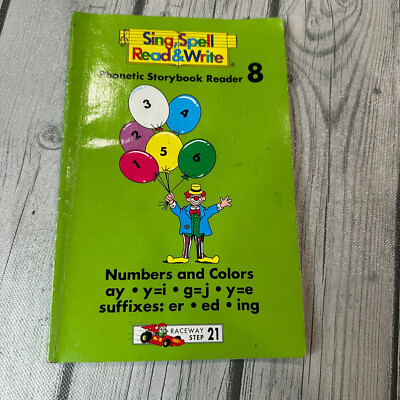 Sing, Spell
Read & Write
Phonetic Storybook Reader 8
3
4
2
5
6
1
Numbers and Colors
ay • y=i • g=j • y=e
suffixes: er • ed • ing
RACEWAY
STEP 21